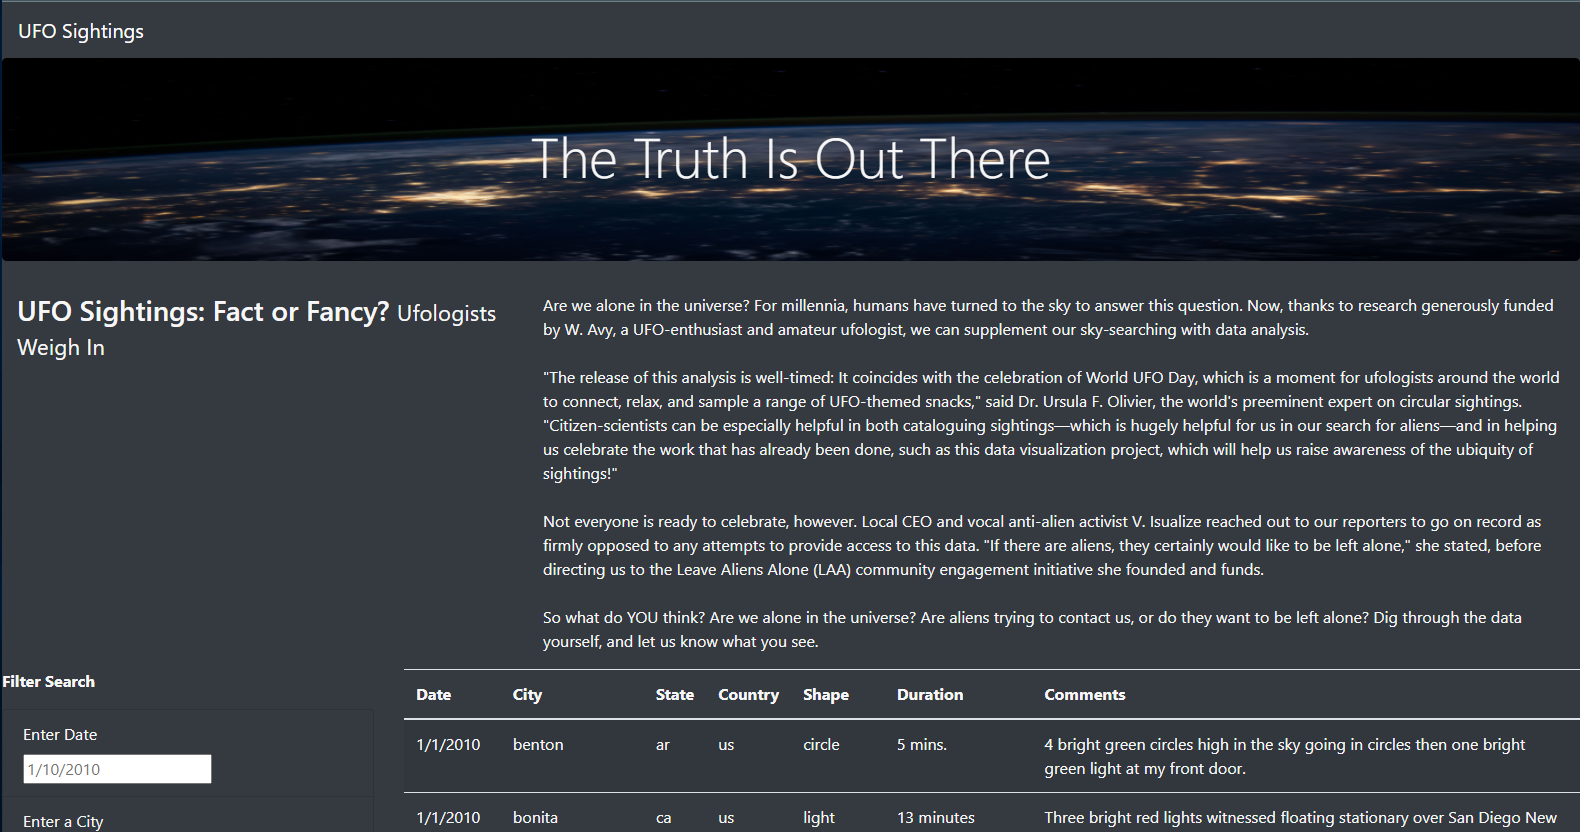 UFO Sightings
The Truth Is Out There
UFO Sightings: Fact or Fancy? Ufologists
Weigh In
Are we alone in the universe? For millennia, humans have turned to the sky to answer this question. Now, thanks to research generously funded
by W. Avy, a UFO-enthusiast and amateur ufologist, we can supplement our sky-searching with data analysis.
"The release of this analysis is well-timed: It coincides with the celebration of World UFO Day, which is a moment for ufologists around the world
to connect, relax, and sample a range of UFO-themed snacks," said Dr. Ursula F. Olivier, the world's preeminent expert on circular sightings.
"Citizen-scientists can be especially helpful in both cataloguing sightings—which is hugely helpful for us in our search for aliens—and in helping
us celebrate the work that has already been done, such as this data visualization project, which will help us raise awareness of the ubiquity of
sightings!"
Not everyone is ready to celebrate, however. Local CEO and vocal anti-alien activist V. Isualize reached out to our reporters to go on record as
firmly opposed to any attempts to provide access to this data. "If there are aliens, they certainly would like to be left alone," she stated, before
directing us to the Leave Aliens Alone (LAA) community engagement initiative she founded and funds.
So what do YOU think? Are we alone in the universe? Are aliens trying to contact us, or do they want to be left alone? Dig through the data
yourself, and let us know what you see.
Filter Search
Enter Date
1/10/2010
Enter a City
Date City State Country Shape Duration Comments
1/1/2010 benton ar us circle 5 mins. 4 bright green circles high in the sky going in circles then one bright
green light at my front door.
1/1/2010 bonita ca us light 13 minutes Three bright red lights witnessed floating stationary over San Diego New